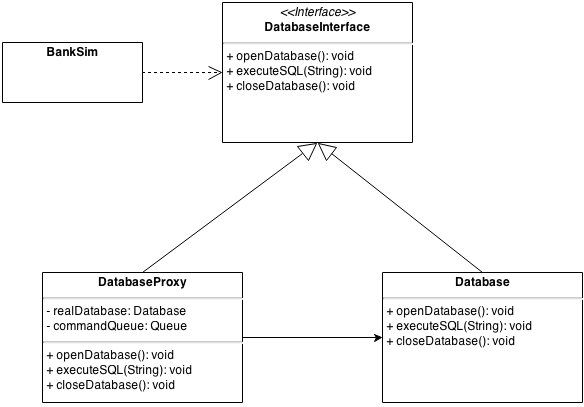 <<Interface>>
DatabaseInterface
+ openDatabase(): void
+ executeSQL(String): void
+ closeDatabase(): void
BankSim
DatabaseProxy
- realDatabase: Database
- commandQueue: Queue
+ openDatabase(): void
+ executeSQL(String): void
+ closeDatabase(): void
Database
+ openDatabase(): void
+ executeSQL(String): void
+ closeDatabase(): void